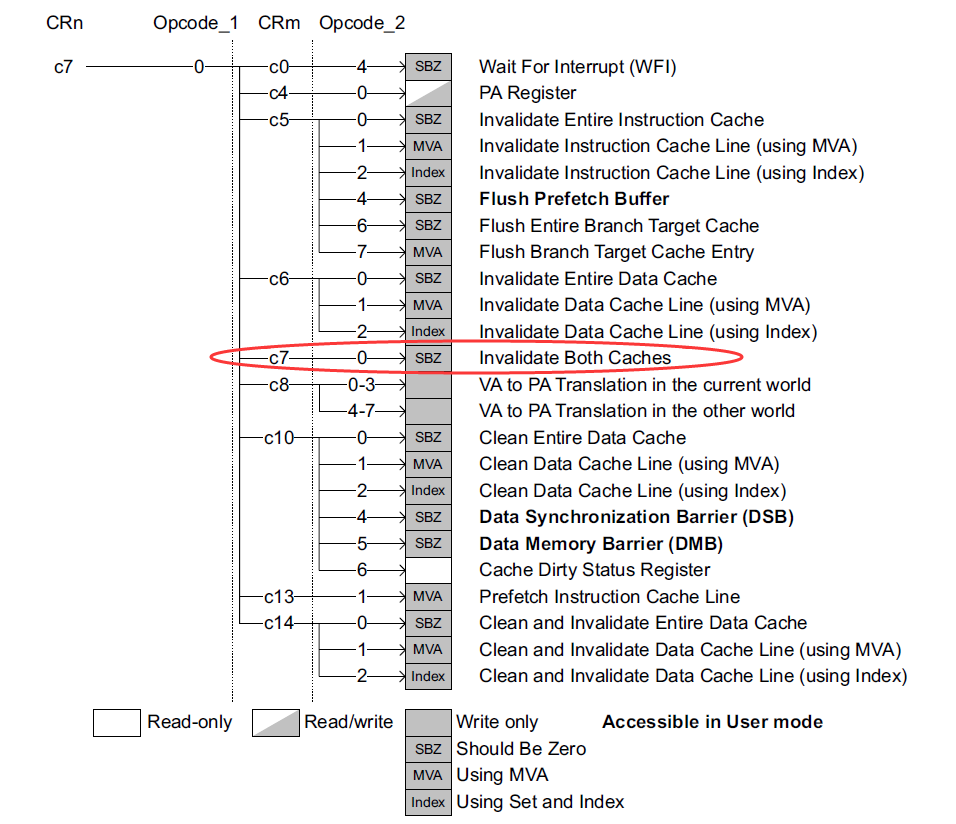 CRn Opcode_1 CRm Opcode_2
c7 0 c0 4 SBZ Wait For Interrupt (WFI)
c4 0 PA Register
c5 0 SBZ Invalidate Entire Instruction Cache
1 MVA Invalidate Instruction Cache Line (using MVA)
2 Index Invalidate Instruction Cache Line (using Index)
4 SBZ Flush Prefetch Buffer
6 SBZ Flush Entire Branch Target Cache
7 MVA Flush Branch Target Cache Entry
c6 0 SBZ Invalidate Entire Data Cache
1 MVA Invalidate Data Cache Line (using MVA)
2 Index Invalidate Data Cache Line (using Index)
c7 0 SBZ Invalidate Both Caches
c8 0-3 VA to PA Translation in the current world
4-7 VA to PA Translation in the other world
c10 0 SBZ Clean Entire Data Cache
1 MVA Clean Data Cache Line (using MVA)
2 Index Clean Data Cache Line (using Index)
4 SBZ Data Synchronization Barrier (DSB)
5 SBZ Data Memory Barrier (DMB)
6 Cache Dirty Status Register
c13 1 MVA Prefetch Instruction Cache Line
c14 0 SBZ Clean and Invalidate Entire Data Cache
1 MVA Clean and Invalidate Data Cache Line (using MVA)
2 Index Clean and Invalidate Data Cache Line (using Index)
Read-only Read/write Write only Accessible in User mode
SBZ Should Be Zero
MVA Using MVA
Index Using Set and Index